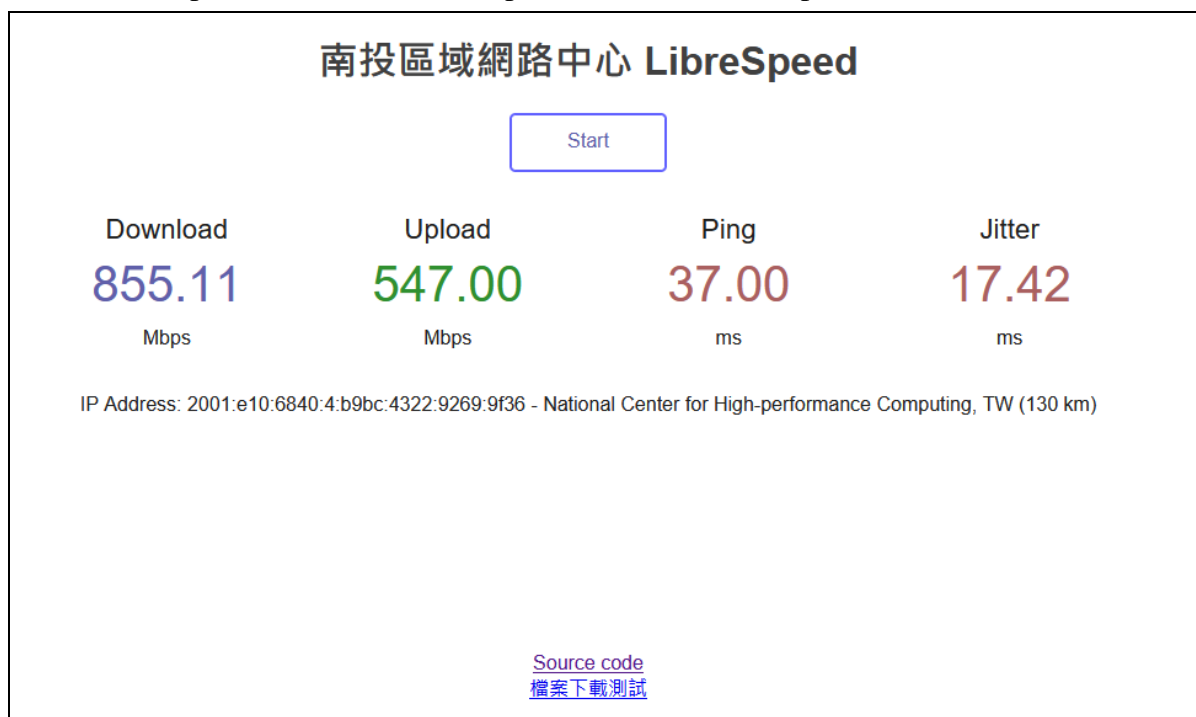 南投區域網路中心 LibreSpeed
Start
Download Upload Ping Jitter
855.11 547.00 37.00 17.42
Mbps Mbps ms ms
IP Address: 2001:e10:6840:4:b9bc:4322:9269:9f36 - National Center for High-performance Computing, TW (130 km)
Source code
檔案下載測試